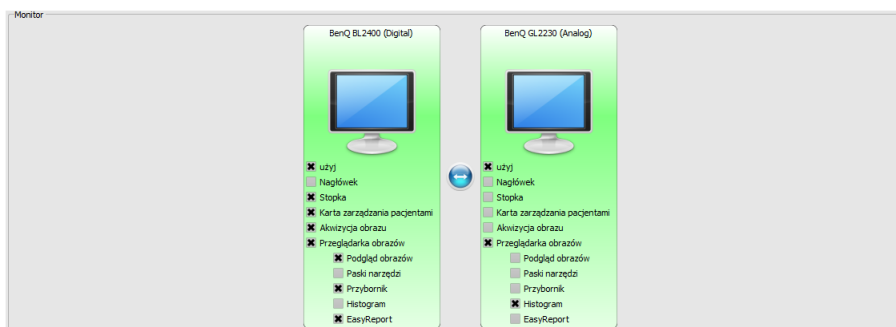 Monitor
BenQ BL2400 (Digital)
użyj
Nagłówek
Stopka
Karta zarządzania pacjentami
Akwizycja obrazu
Przeglądarka obrazów
Podgląd obrazów
Paski narzędzi
Przybornik
Histogram
EasyReport
BenQ GL2230 (Analog)
użyj
Nagłówek
Stopka
Karta zarządzania pacjentami
Akwizycja obrazu
Przeglądarka obrazów
Podgląd obrazów
Paski narzędzi
Przybornik
Histogram
EasyReport